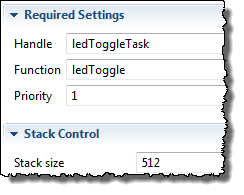 Required Settings
Handle ledToggleTask
Function ledToggle
Priority 1
Stack Control
Stack size 512